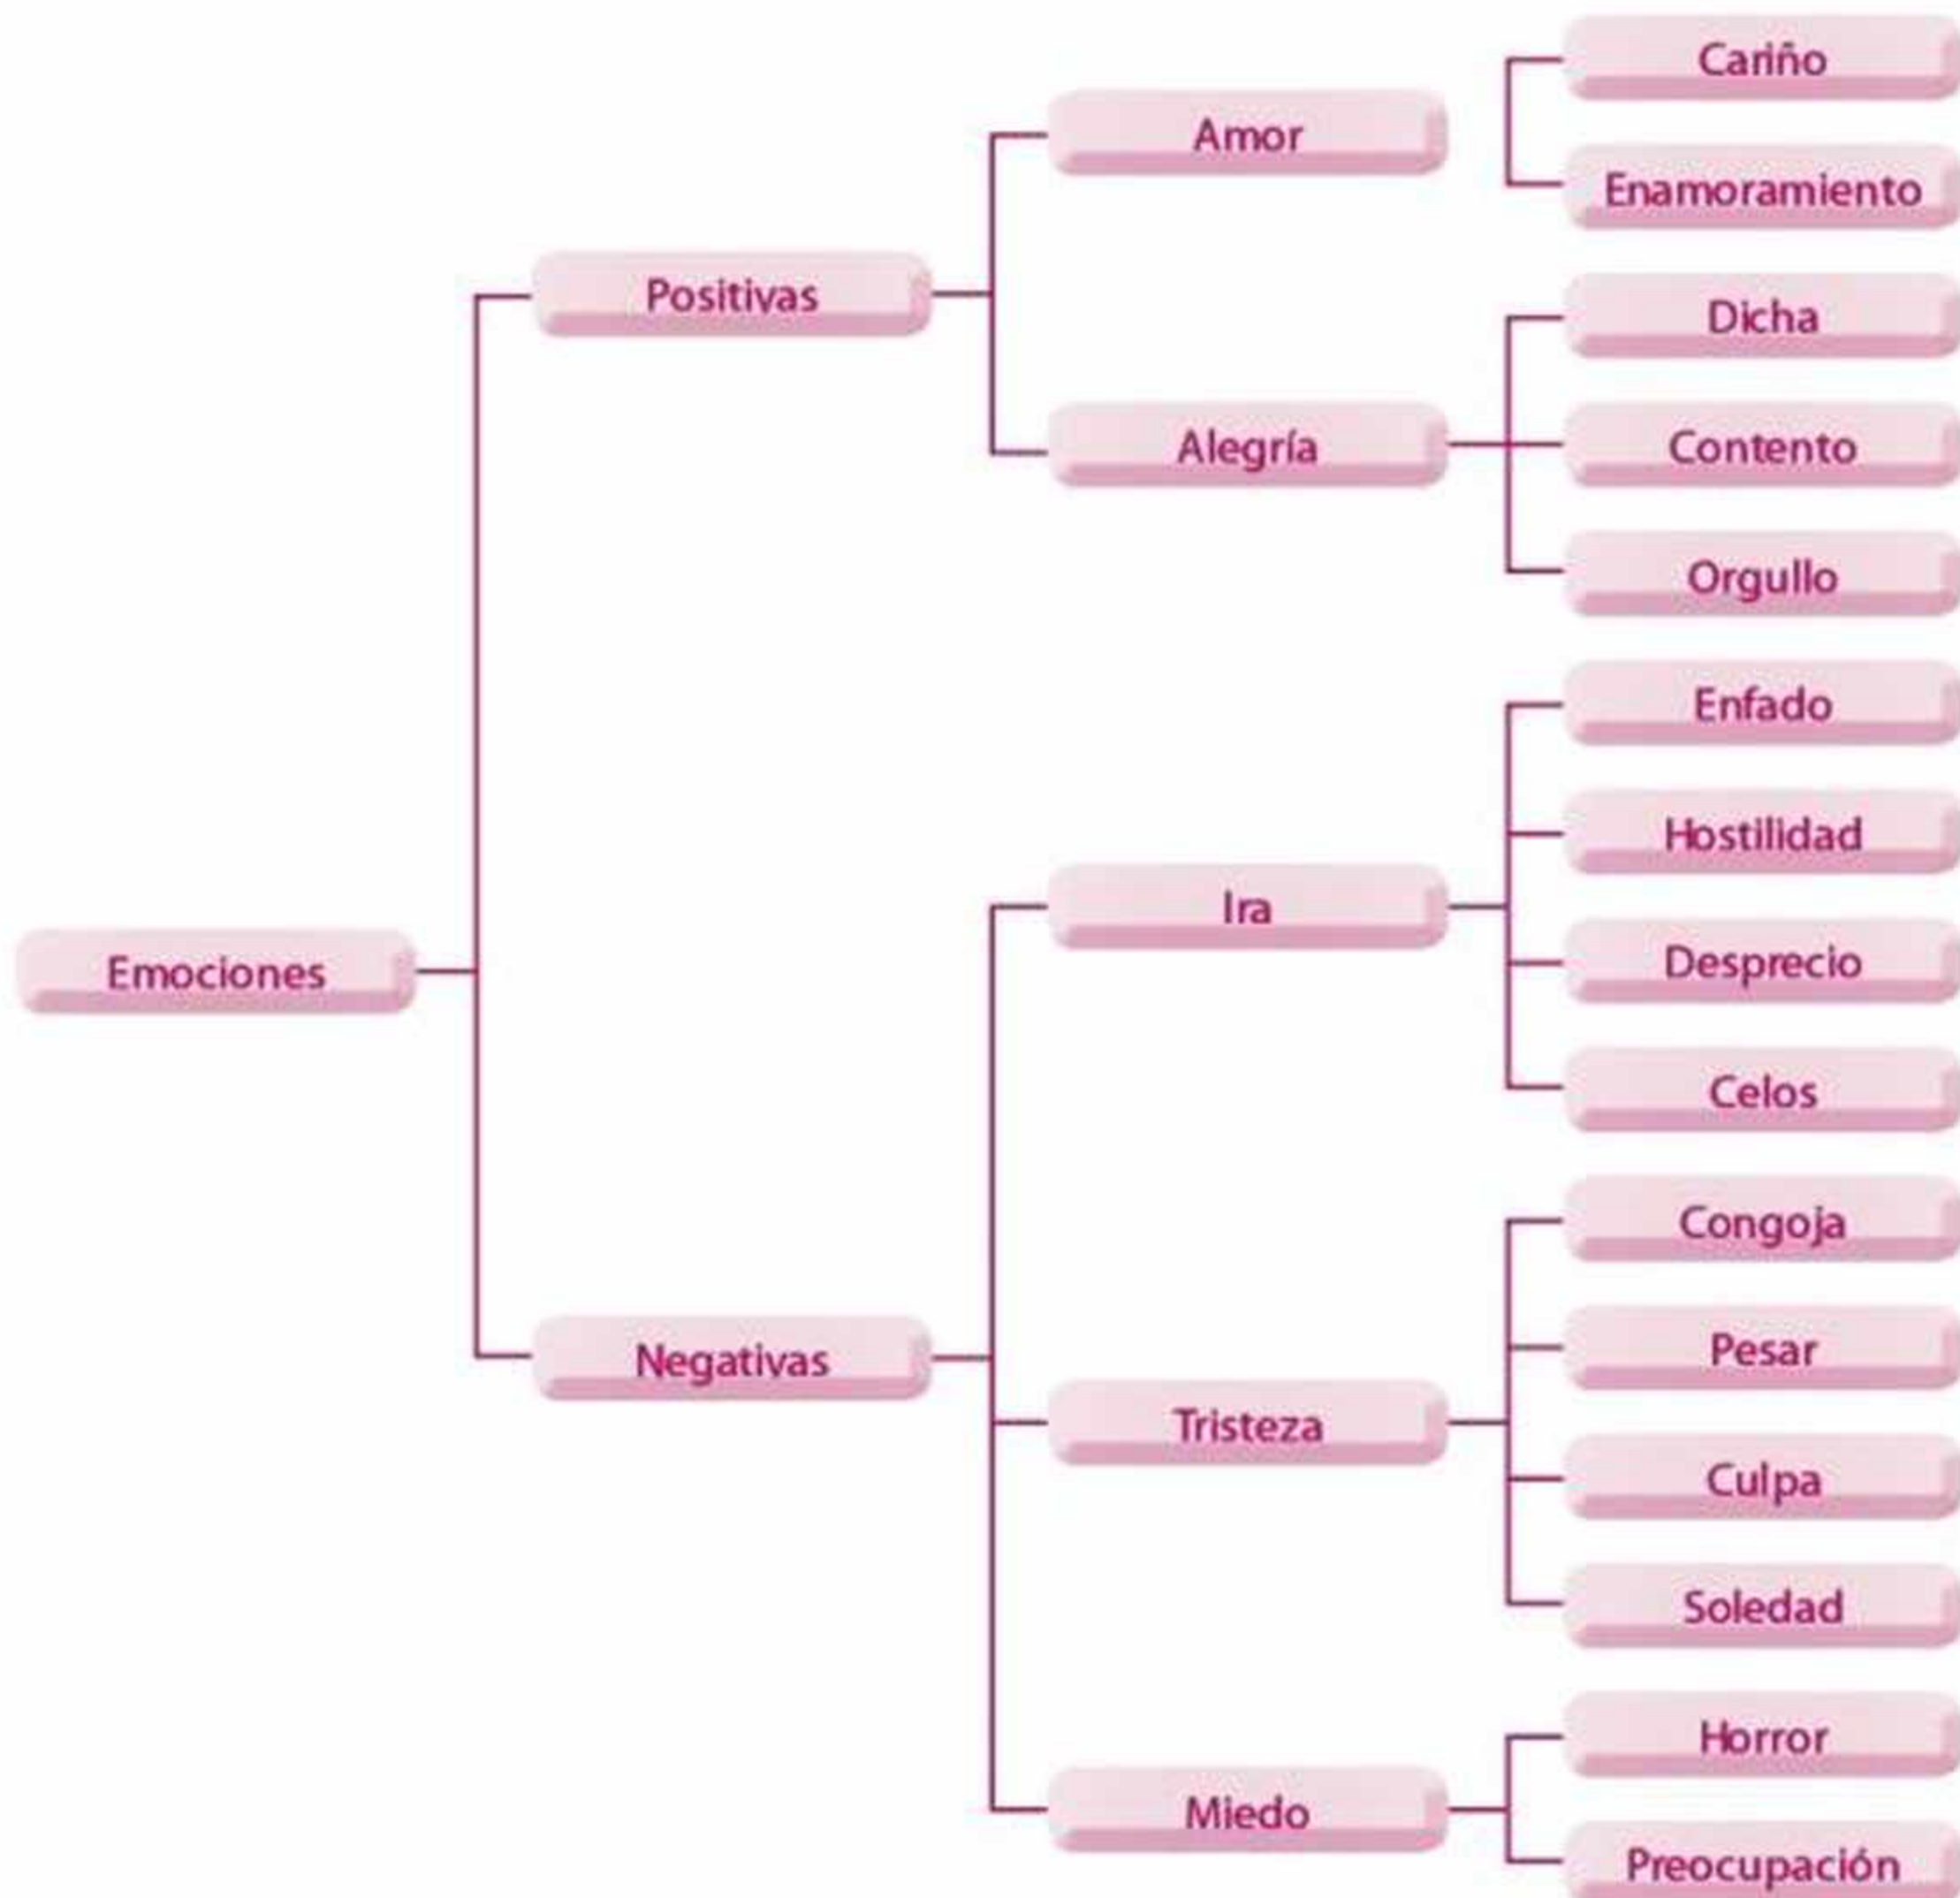 Emociones
Positivas
Amor
Cariño
Enamoramiento
Alegría
Dicha
Contento
Orgullo
Negativas
Ira
Enfado
Hostilidad
Desprecio
Celos
Tristeza
Congoja
Pesar
Culpa
Soledad
Miedo
Horror
Preocupación